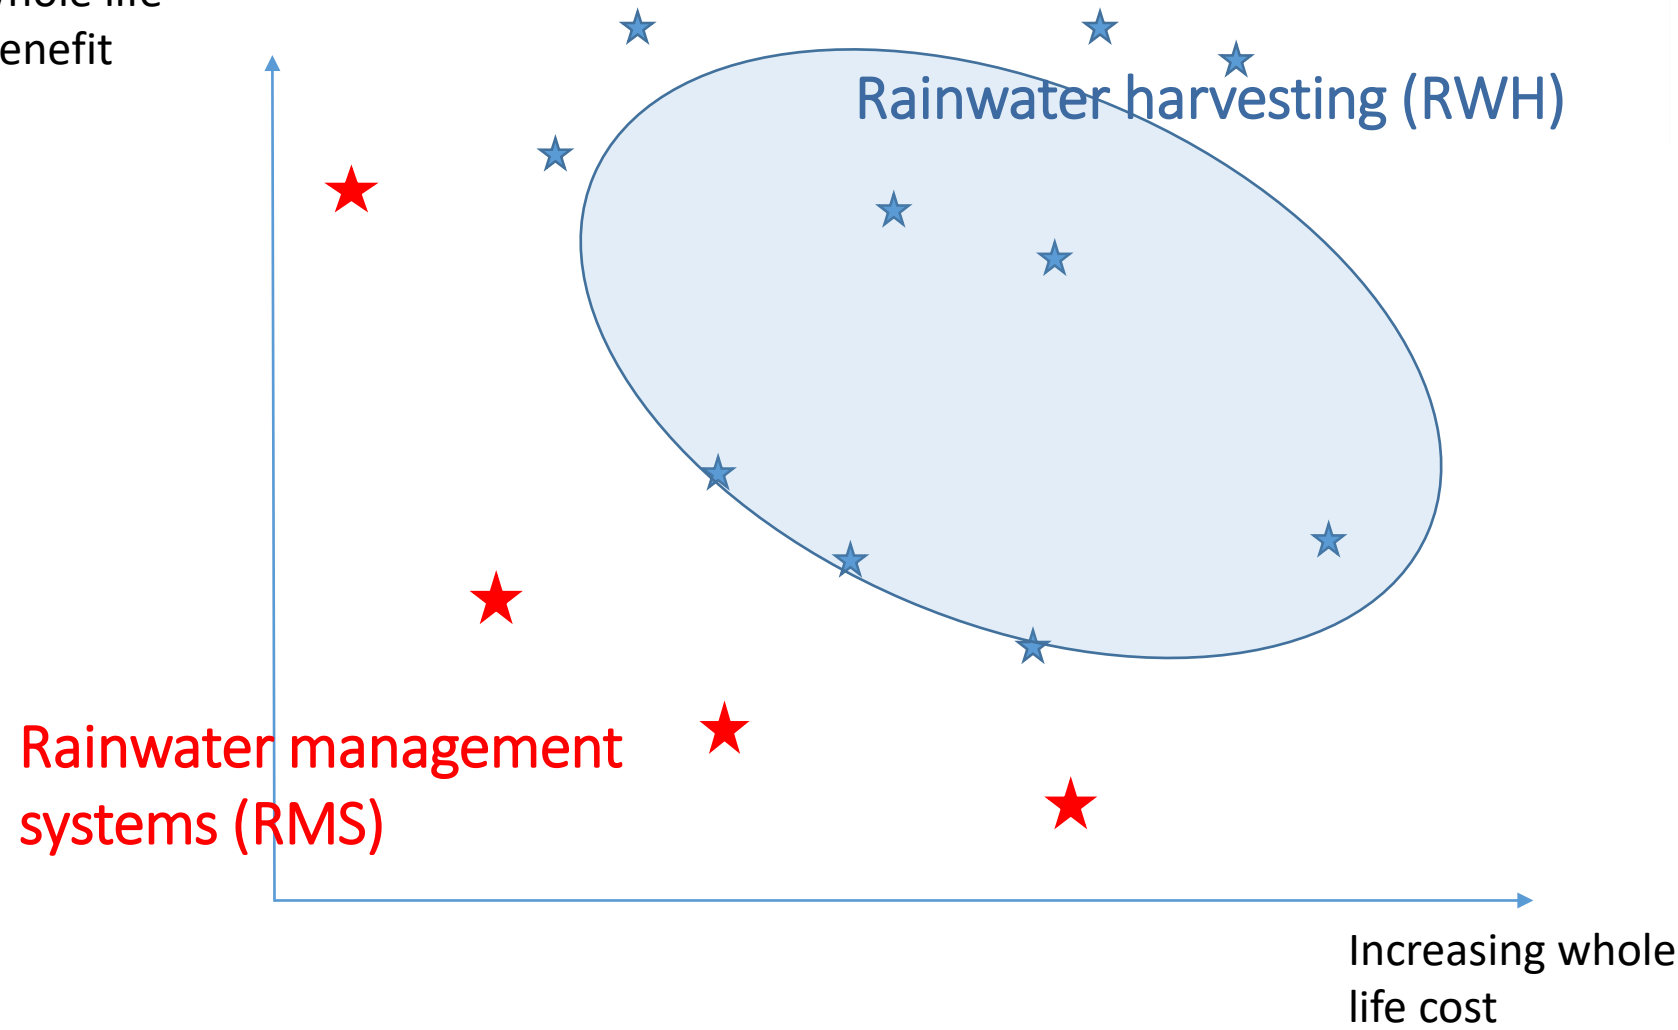 enefit
Rainwater harvesting (RWH)
Rainwater management
systems (RMS)
Increasing whole
life cost